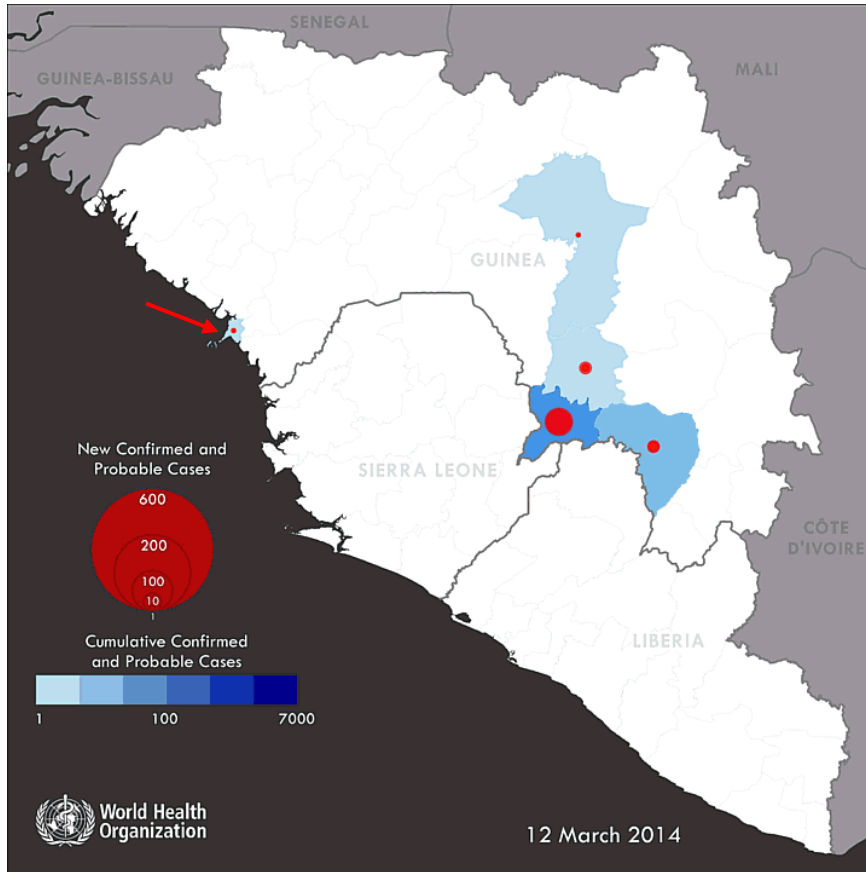 SENEGAL
GUINEA-BISSAU
MALI
GUINEA
SIERRA LEONE
CÔTE
D'IVOIRE
LIBERIA
New Confirmed and
Probable Cases
600
200
100
10
1
Cumulative Confirmed
and Probable Cases
1 100 7000
World Health
Organization
12 March 2014